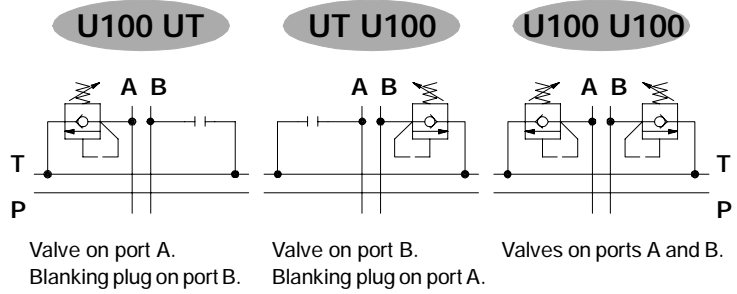 U100 UT
UT U100
U100 U100
A B
A B
A B
T
T
P
P
Valve on port A.
Blanking plug on port B.
Valve on port B.
Blanking plug on port A.
Valves on ports A and B.